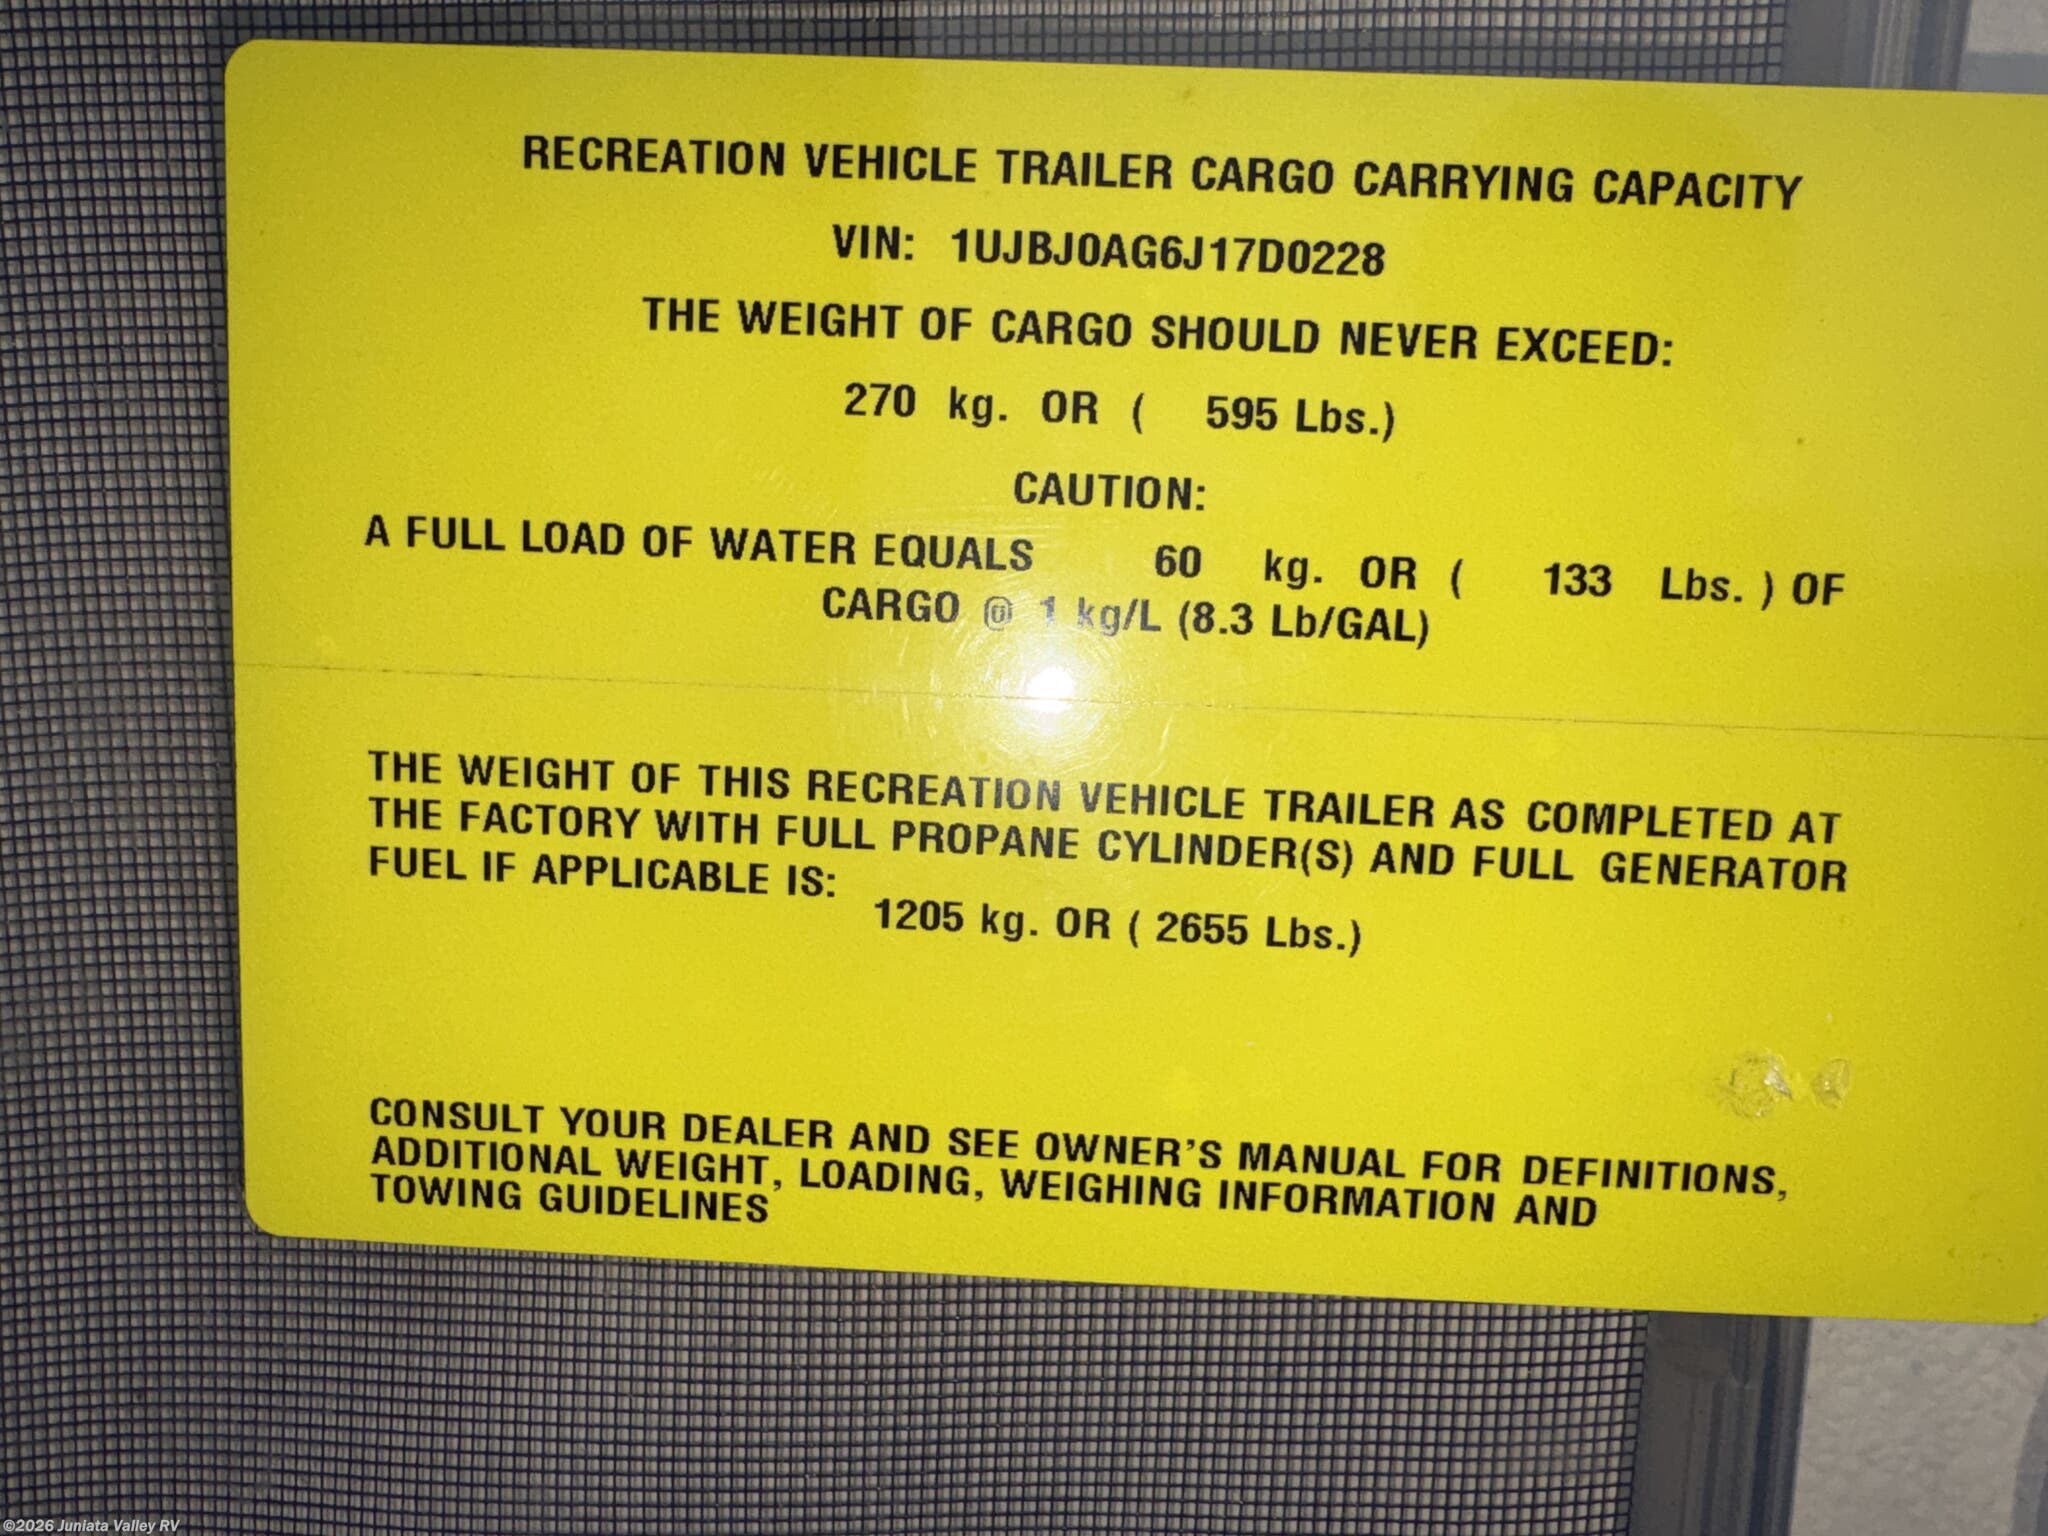 RECREATION VEHICLE TRAILER CARGO CARRYING CAPACITY
VIN: 1UJBJ0AG6J17D0228
THE WEIGHT OF CARGO SHOULD NEVER EXCEED:
270 kg. OR ( 595 Lbs.)
CAUTION:
A FULL LOAD OF WATER EQUALS 60 kg. OR ( 133 Lbs. ) OF
CARGO @ 1 kg/L (8.3 Lb/GAL)
THE WEIGHT OF THIS RECREATION VEHICLE TRAILER AS COMPLETED AT
THE FACTORY WITH FULL PROPANE CYLINDER(S) AND FULL GENERATOR
FUEL IF APPLICABLE IS:
1205 kg. OR ( 2655 Lbs.)
CONSULT YOUR DEALER AND SEE OWNER'S MANUAL FOR DEFINITIONS,
ADDITIONAL WEIGHT, LOADING, WEIGHING INFORMATION AND
TOWING GUIDELINES
©2026 Juniata Valley RV